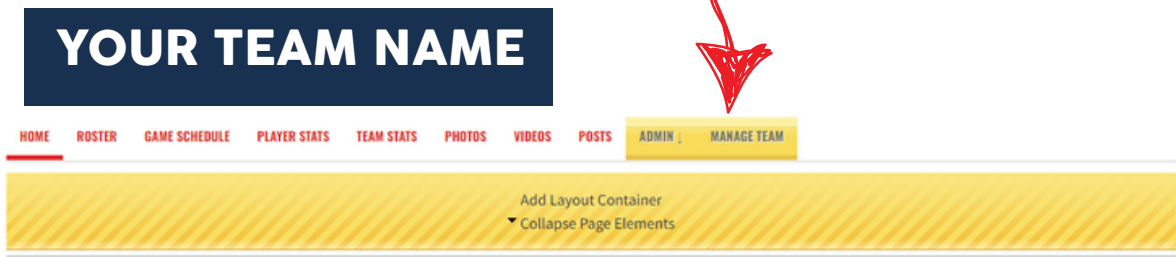 YOUR TEAM NAME
HOME ROSTER GAME SCHEDULE PLAYER STATS TEAM STATS PHOTOS VIDEOS POSTS ADMIN ↓ MANAGE TEAM
Add Layout Container
Collapse Page Elements